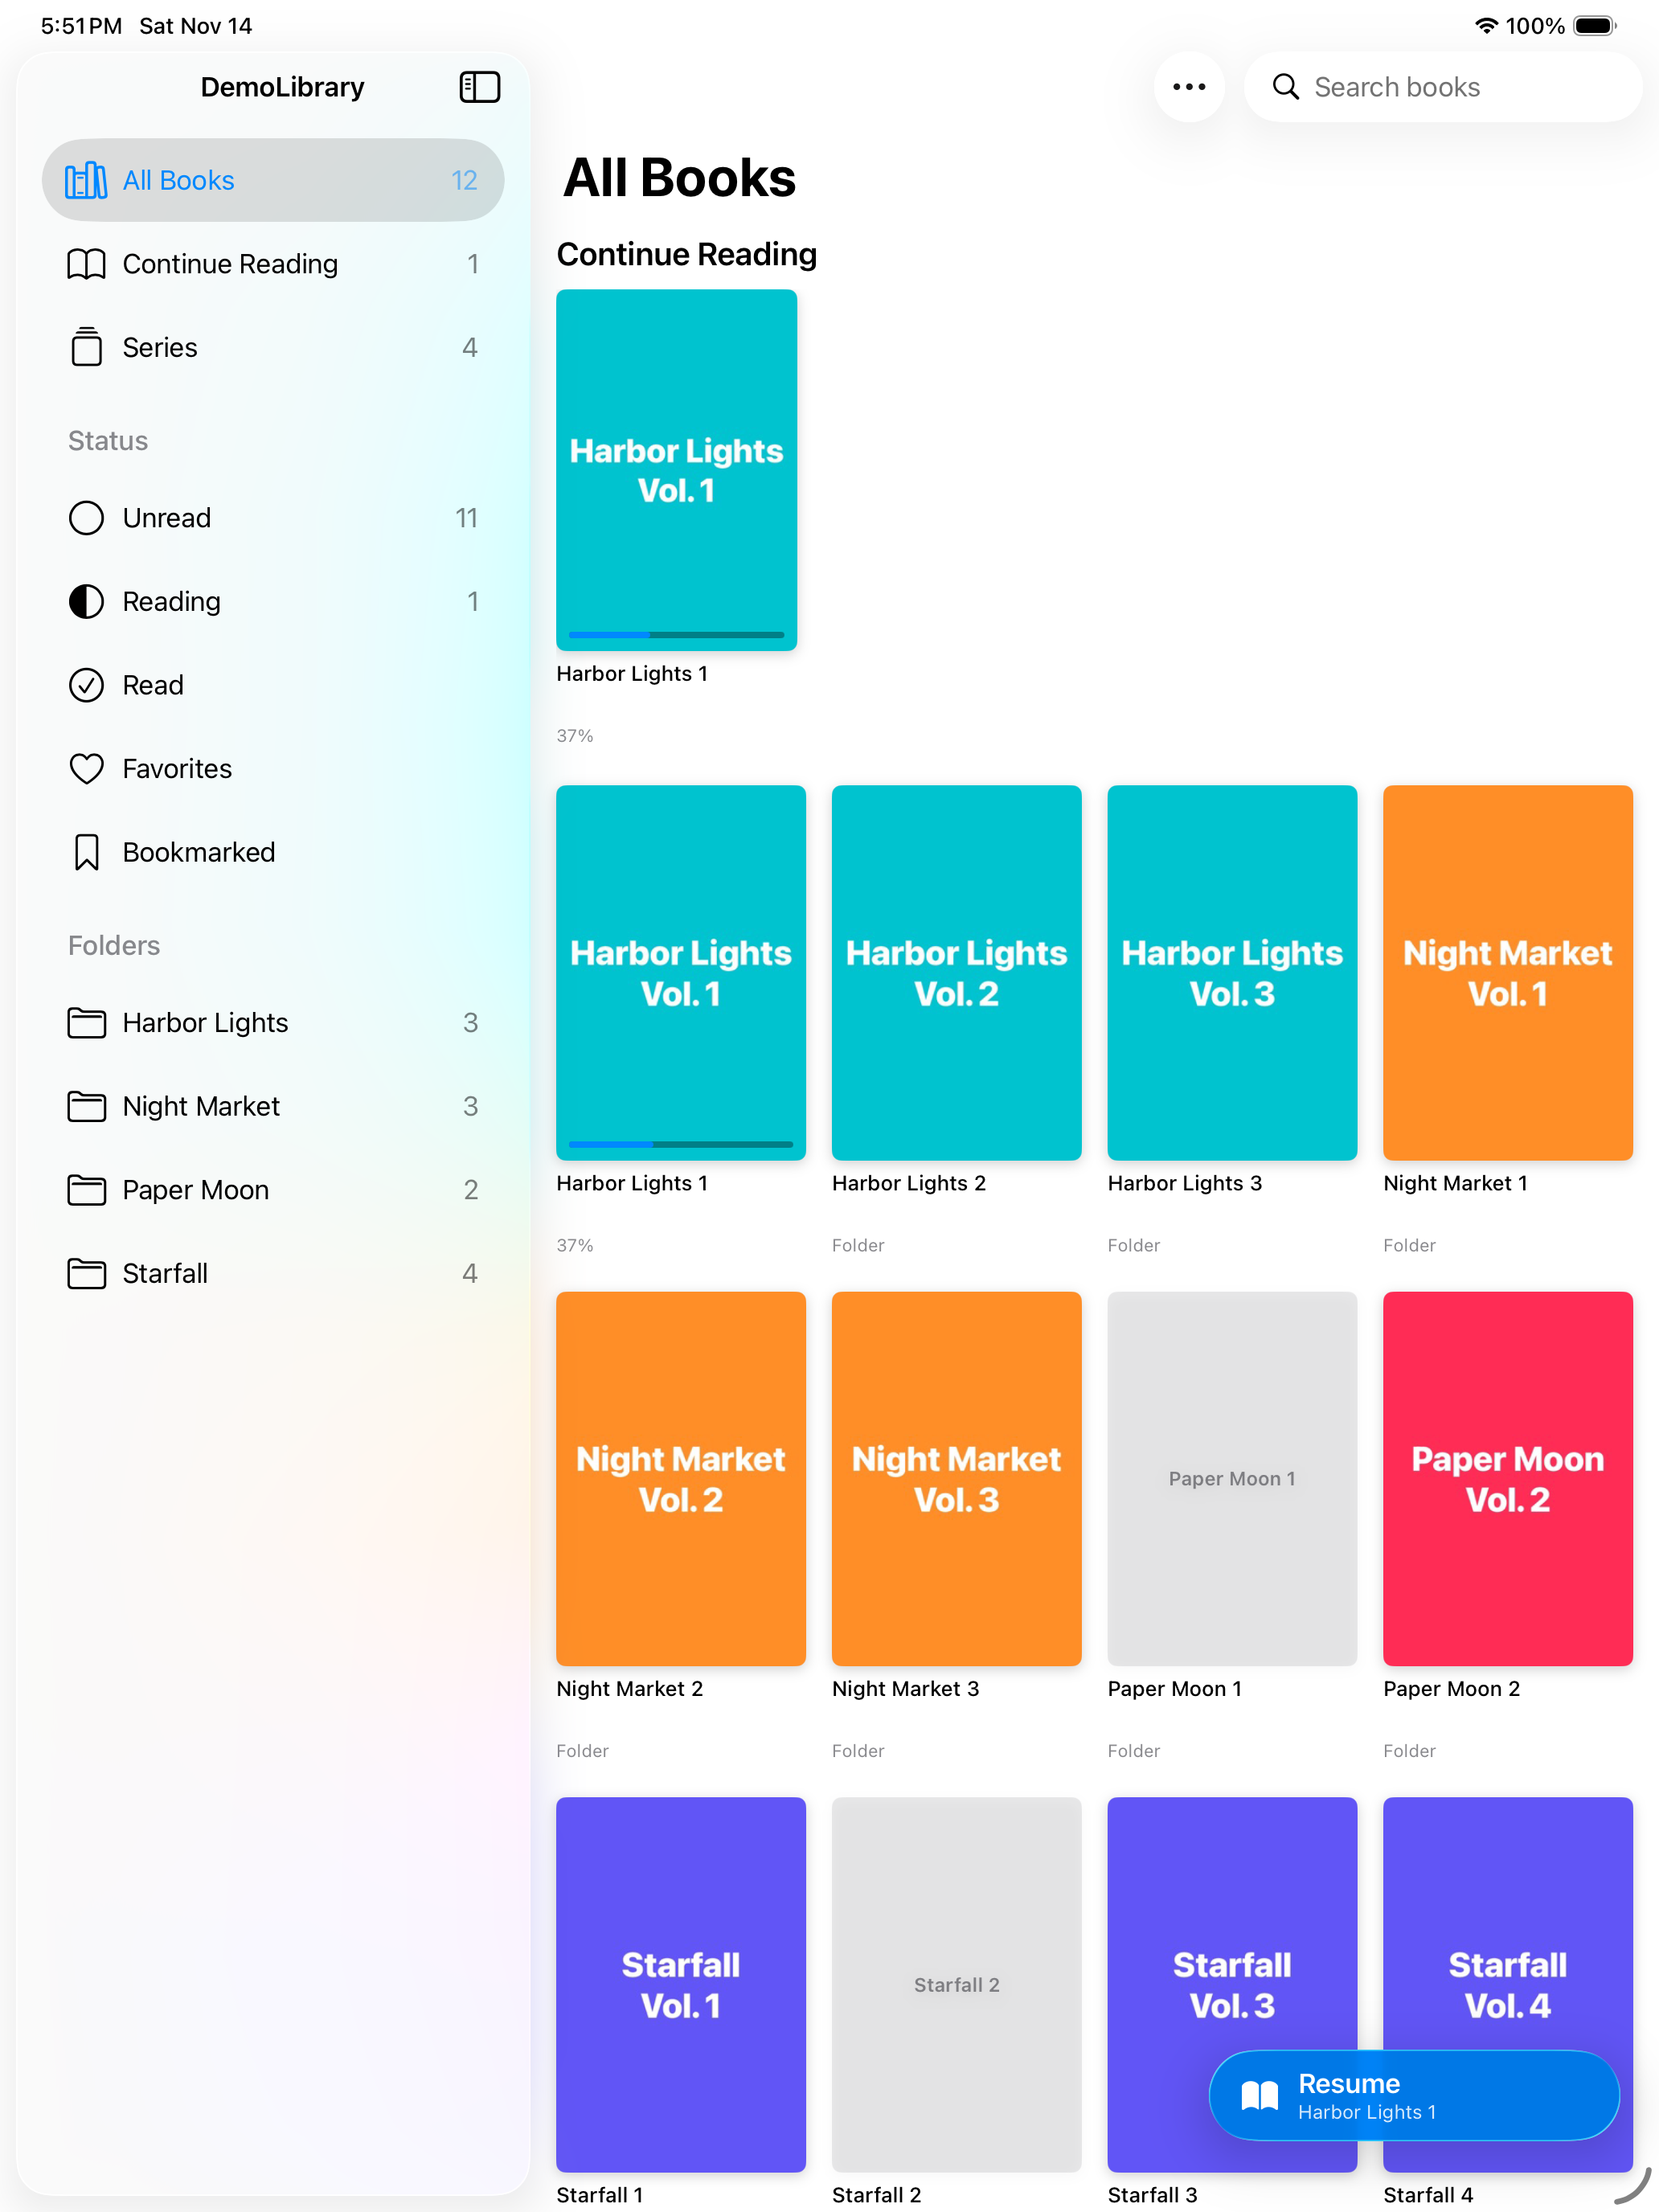 5:51 PM Sat Nov 14
100%
DemoLibrary
All Books 12
Continue Reading 1
Series 4
Status
Unread 11
Reading 1
Read
Favorites
Bookmarked
Folders
Harbor Lights 3
Night Market 3
Paper Moon 2
Starfall 4
Search books
All Books
Continue Reading
Harbor Lights
Vol. 1
Harbor Lights 1
37%
Harbor Lights
Vol. 1
Harbor Lights 1
37%
Harbor Lights
Vol. 2
Harbor Lights 2
Folder
Harbor Lights
Vol. 3
Harbor Lights 3
Folder
Night Market
Vol. 1
Night Market 1
Folder
Night Market
Vol. 2
Night Market 2
Folder
Night Market
Vol. 3
Night Market 3
Folder
Paper Moon 1
Paper Moon 1
Folder
Paper Moon
Vol. 2
Paper Moon 2
Folder
Starfall
Vol. 1
Starfall 1
Starfall 2
Starfall 2
Starfall
Vol. 3
Starfall 3
Starfall
Vol. 4
Starfall 4
Resume
Harbor Lights 1